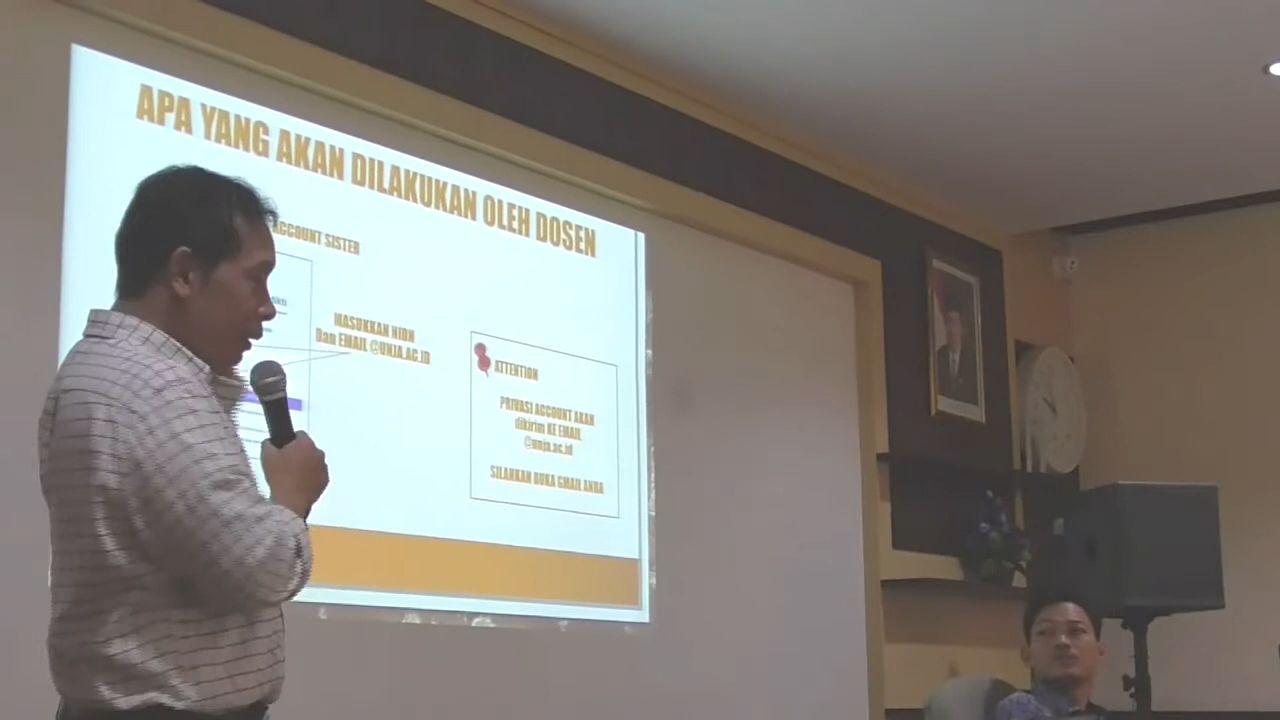 APA YANG AKAN DILAKUKAN OLEH DOSEN
ACCOUNT SISTER
MASUKKAN NIDN
Dan EMAIL @UNJA.AC.ID
ATTENTION
PRIVASI ACCOUNT AKAN
dikirim KE EMAIL
@unja.ac.id
SILAHKAN BUKA GMAIL ANDA